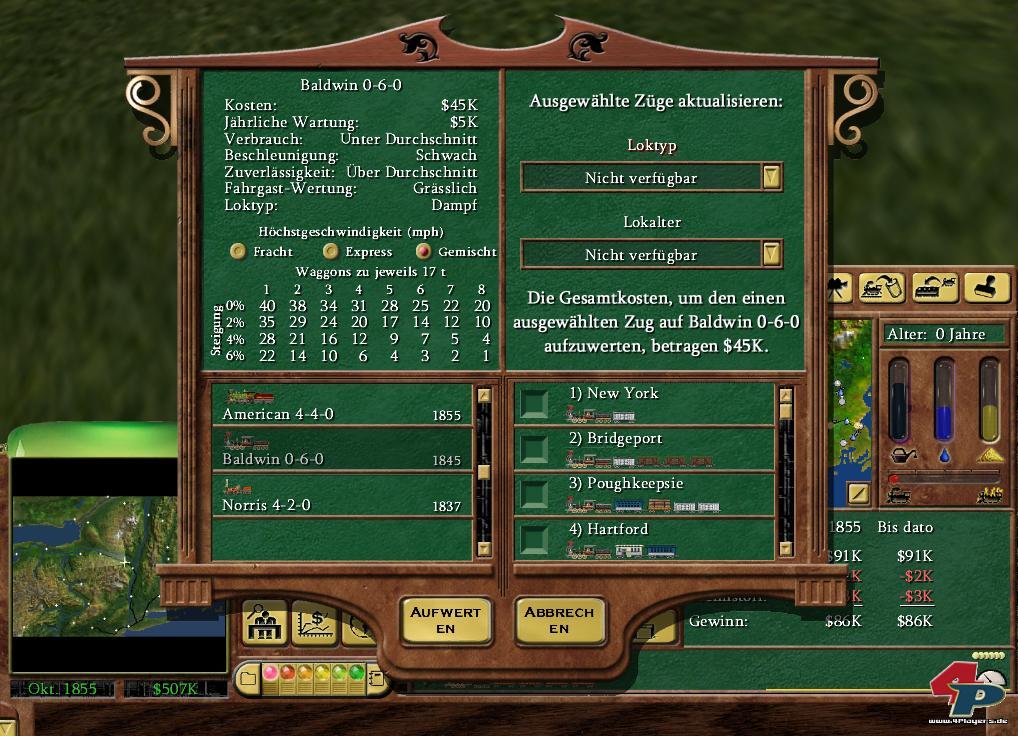 Baldwin 0-6-0
Kosten: $45K
Jährliche Wartung: $5K
Verbrauch: Unter Durchschnitt
Beschleunigung: Schwach
Zuverlässigkeit: Über Durchschnitt
Fahrgast-Wertung: Grässlich
Loktyp: Dampf
Höchstgeschwindigkeit (mph)
Fracht Express Gemischt
Waggons zu jeweils 17 t
1 2 3 4 5 6 7 8
Steigung
0% 40 38 34 31 28 25 22 20
2% 35 29 24 20 17 14 12 10
4% 28 21 16 12 9 7 5 4
6% 22 14 10 6 4 3 2 1
Ausgewählte Züge aktualisieren:
Loktyp
Nicht verfügbar
Lokalter
Nicht verfügbar
Die Gesamtkosten, um den einen
ausgewählten Zug auf Baldwin 0-6-0
aufzuwerten, betragen $45K.
American 4-4-0 1855
Baldwin 0-6-0 1845
Norris 4-2-0 1837
1) New York
2) Bridgeport
3) Poughkeepsie
4) Hartford
AUFWERT
EN
ABBRECH
EN
Alter: 0 Jahre
1855 Bis dato
$91K $91K
-$2K
-$3K
Gewinn: $86K $86K
Okt. 1855 $507K
4P
www.4Players.de